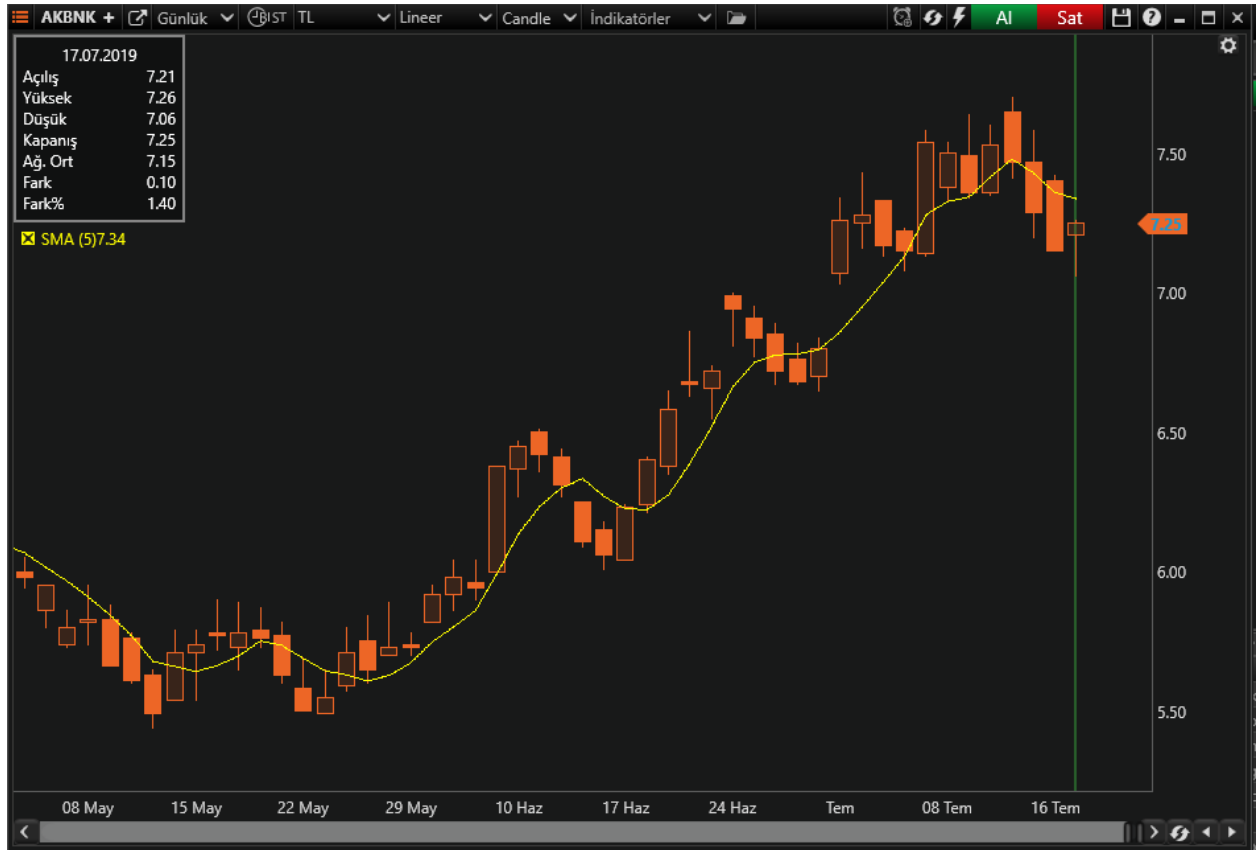 AKBNK + Günlük BIST TL Lineer Candle İndikatörler Al Sat
17.07.2019
Açılış 7.21
Yüksek 7.26
Düşük 7.06
Kapanış 7.25
Ağ. Ort 7.15
Fark 0.10
Fark% 1.40
SMA (5)7.34
7.50
7.25
7.00
6.50
6.00
5.50
08 May 15 May 22 May 29 May 10 Haz 17 Haz 24 Haz Tem 08 Tem 16 Tem